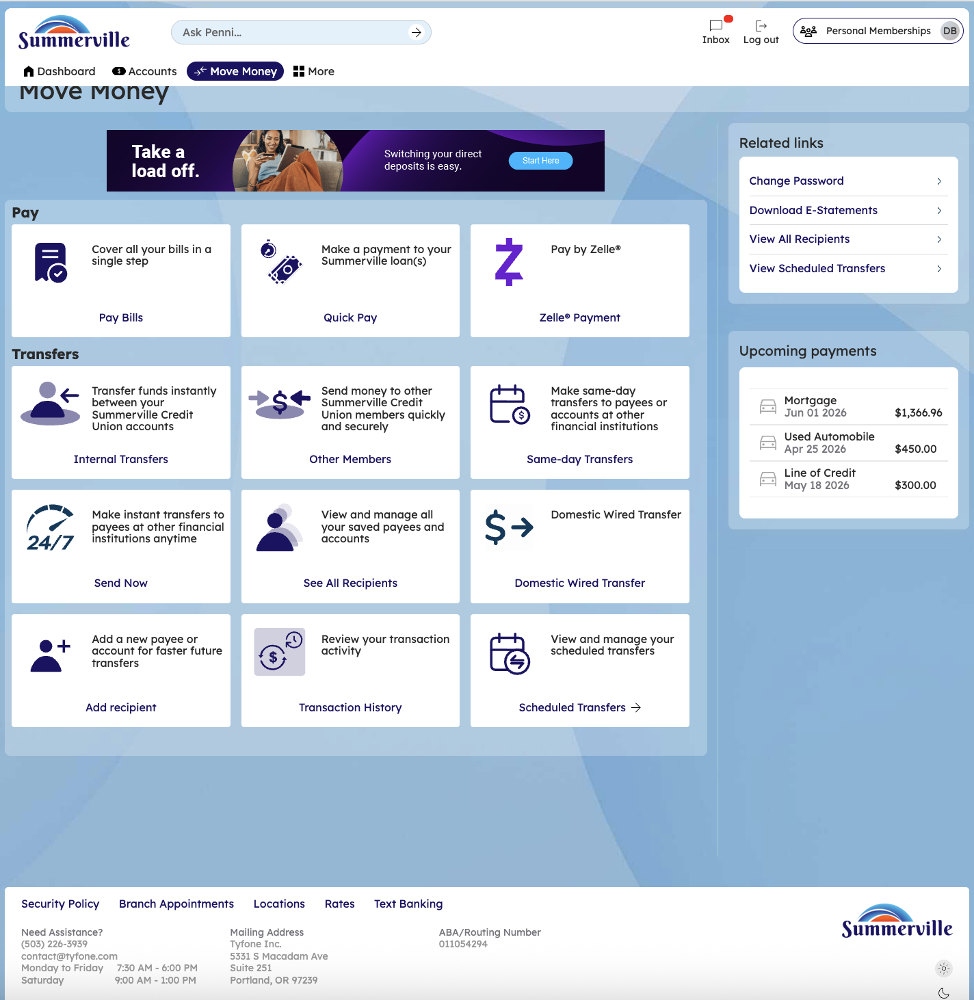 Summerville
Ask Penni...
Inbox
Log out
Personal Memberships
DB
Dashboard
$
Accounts
Move Money
More
Move Money
Take a
load off.
Switching your direct
deposits is easy.
Start Here
Pay
Cover all your bills in a
single step
Pay Bills
Make a payment to your
Summerville loan(s)
Quick Pay
Z
Pay by Zelle®
Zelle® Payment
Transfers
Transfer funds instantly
between your
Summerville Credit
Union accounts
Internal Transfers
$
Send money to other
Summerville Credit
Union members quickly
and securely
Other Members
$
Make same-day
transfers to payees or
accounts at other
financial institutions
Same-day Transfers
24/7
Make instant transfers to
payees at other financial
institutions anytime
Send Now
View and manage all
your saved payees and
accounts
See All Recipients
$
Domestic Wired Transfer
Domestic Wired Transfer
Add a new payee or
account for faster future
transfers
Add recipient
$
Review your transaction
activity
Transaction History
View and manage your
scheduled transfers
Scheduled Transfers
Related links
Change Password
Download E-Statements
View All Recipients
View Scheduled Transfers
Upcoming payments
Mortgage
Jun 01 2026 $1,366.96
Used Automobile
Apr 25 2026 $450.00
Line of Credit
May 18 2026 $300.00
Security Policy
Branch Appointments
Locations
Rates
Text Banking
Need Assistance?
(503) 226-3939
contact@tyfone.com
Monday to Friday 7:30 AM - 6:00 PM
Saturday 9:00 AM - 1:00 PM
Mailing Address
Tyfone Inc.
5331 S Macadam Ave
Suite 251
Portland, OR 97239
ABA/Routing Number
011054294
Summerville